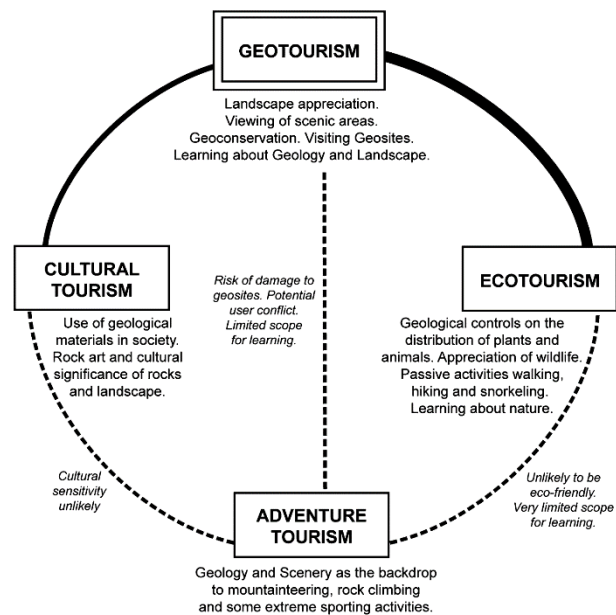 GEOTOURISM
Landscape appreciation.
Viewing of scenic areas.
Geoconservation. Visiting Geosites.
Learning about Geology and Landscape.
CULTURAL
TOURISM
Use of geological
materials in society.
Rock art and cultural
significance of rocks
and landscape.
Risk of damage to
geosites. Potential
user conflict.
Limited scope
for learning.
ECOTOURISM
Geological controls on the
distribution of plants and
animals. Appreciation of wildlife.
Passive activities walking,
hiking and snorkeling.
Learning about nature.
Cultural
sensitivity
unlikely
Unlikely to be
eco-friendly.
Very limited scope
for learning.
ADVENTURE
TOURISM
Geology and Scenery as the backdrop
to mountainteering, rock climbing
and some extreme sporting activities.